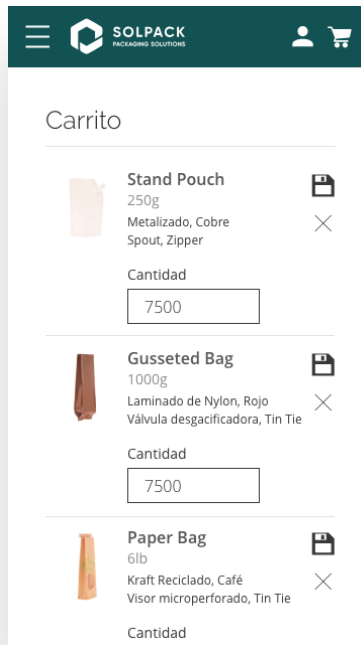 SOLPACK
PACKAGING SOLUTIONS
Carrito
Stand Pouch
250g
Metalizado, Cobre
Spout, Zipper
Cantidad
7500
Gusseted Bag
1000g
Laminado de Nylon, Rojo
Válvula desgacificadora, Tin Tie
Cantidad
7500
Paper Bag
6lb
Kraft Reciclado, Café
Visor microperforado, Tin Tie
Cantidad